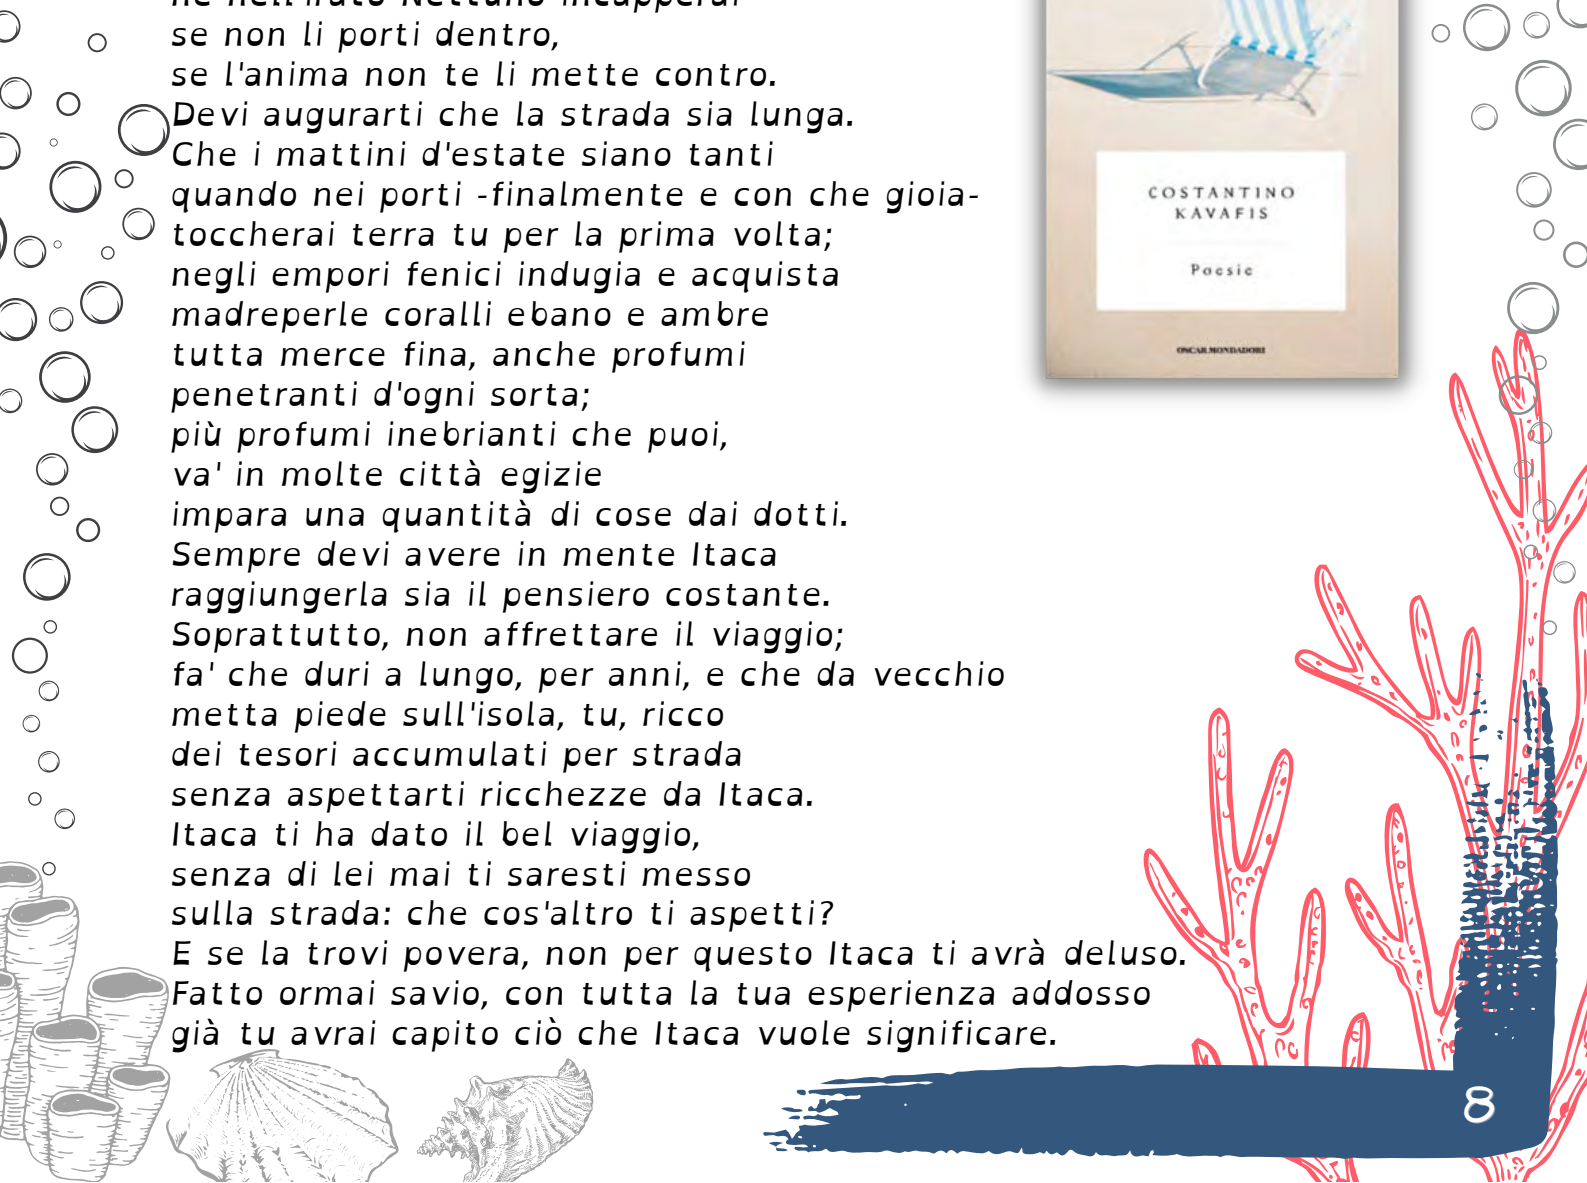 né nell'irato Nettuno incapperai
se non li porti dentro,
se l'anima non te li mette contro.
Devi augurarti che la strada sia lunga.
Che i mattini d'estate siano tanti
quando nei porti -finalmente e con che gioia-
toccherai terra tu per la prima volta;
negli empori fenici indugia e acquista
madreperle coralli ebano e ambre
tutta merce fina, anche profumi
penetranti d'ogni sorta;
più profumi inebrianti che puoi,
va' in molte città egizie
impara una quantità di cose dai dotti.
Sempre devi avere in mente Itaca
raggiungerla sia il pensiero costante.
Soprattutto, non affrettare il viaggio;
fa' che duri a lungo, per anni, e che da vecchio
metta piede sull'isola, tu, ricco
dei tesori accumulati per strada
senza aspettarti ricchezze da Itaca.
Itaca ti ha dato il bel viaggio,
senza di lei mai ti saresti messo
sulla strada: che cos'altro ti aspetti?
E se la trovi povera, non per questo Itaca ti avrà deluso.
Fatto ormai savio, con tutta la tua esperienza addosso
già tu avrai capito ciò che Itaca vuole significare.
COSTANTINO
KAVAFIS
Poesie
OSCAR MONDADORI
8